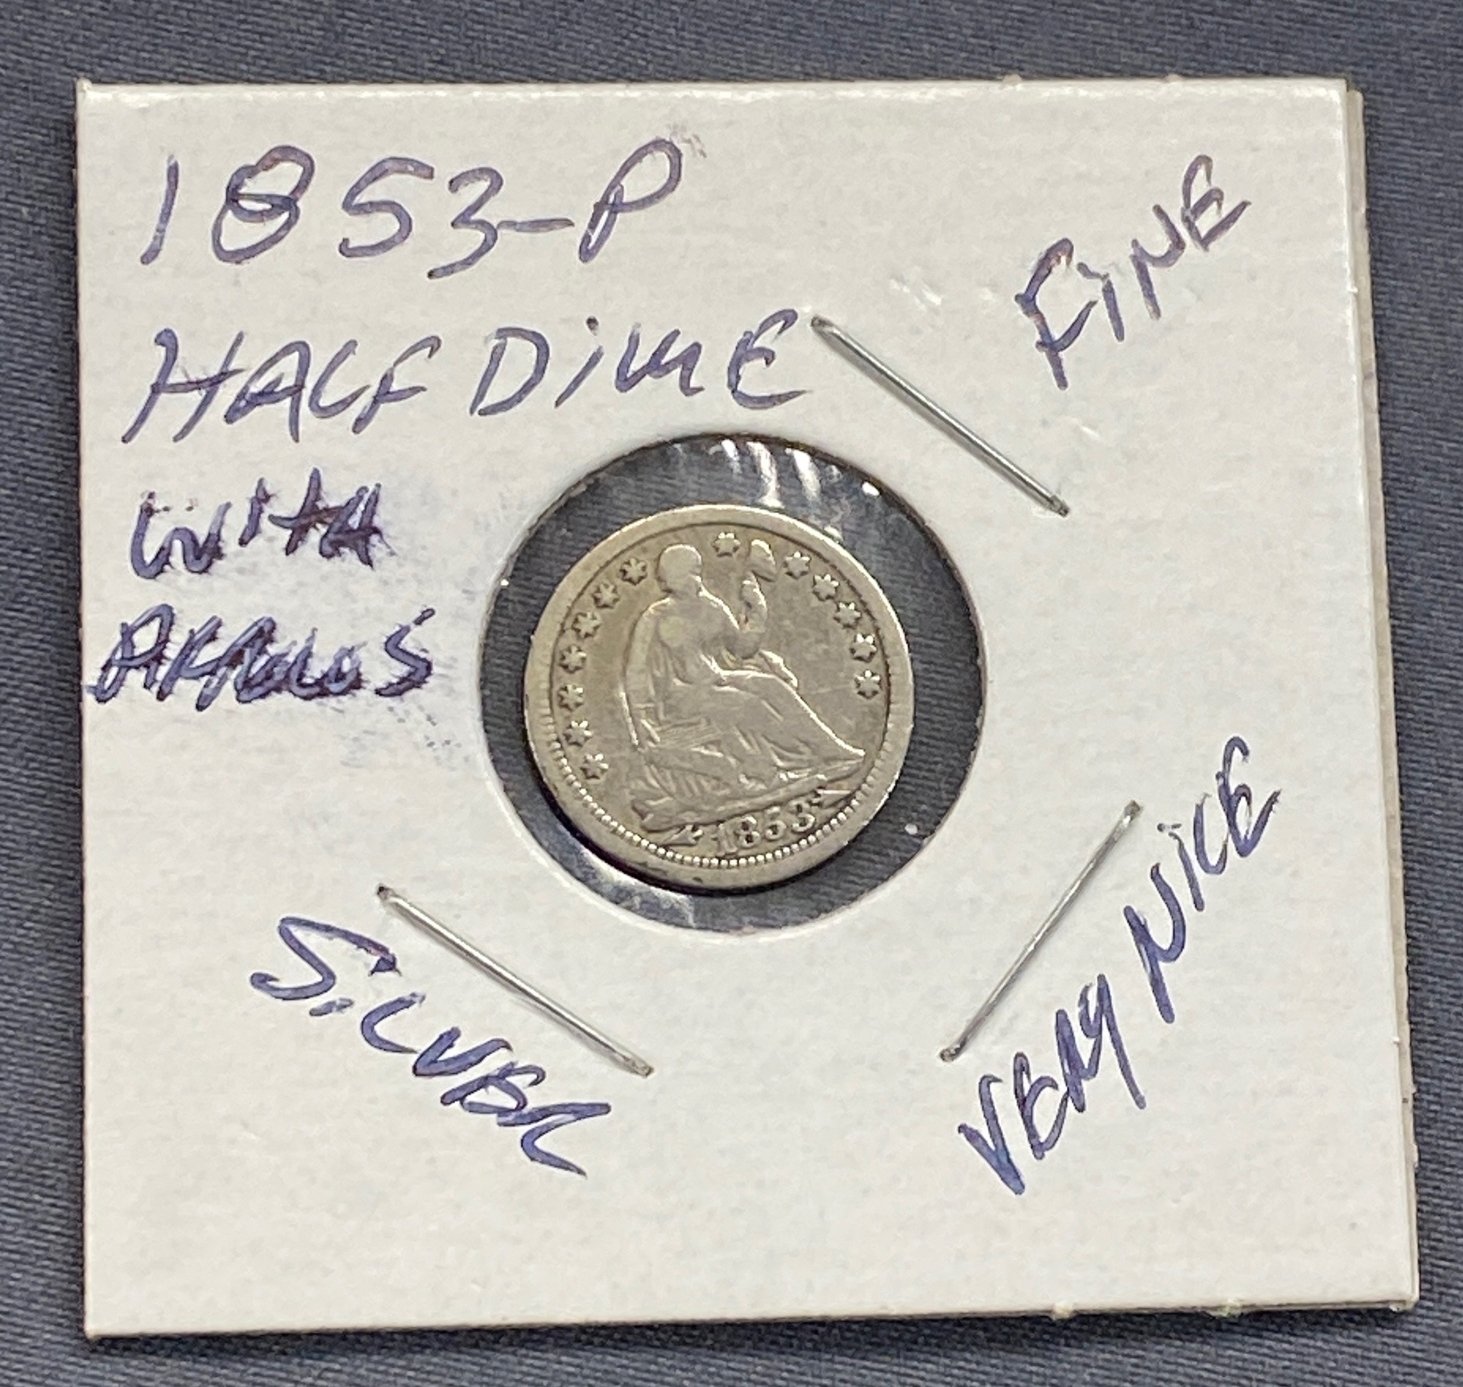 1853-P
HALF DIME
WITH
ARROWS
FINE
1853
SILVER
VERY NICE